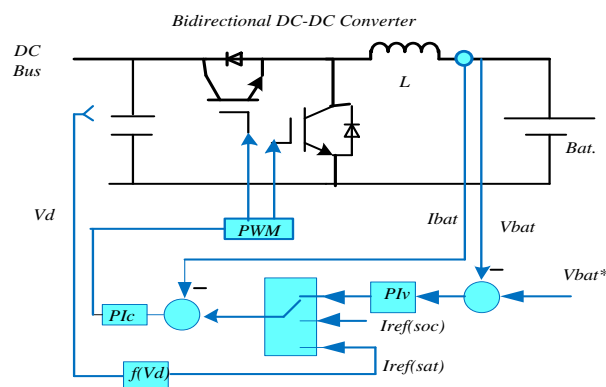 Bidirectional DC-DC Converter
DC
Bus
L
Bat.
Vd
Ibat
Vbat
PWM
Vbat*
PIc
PIv
Iref(soc)
Iref(sat)
f(Vd)